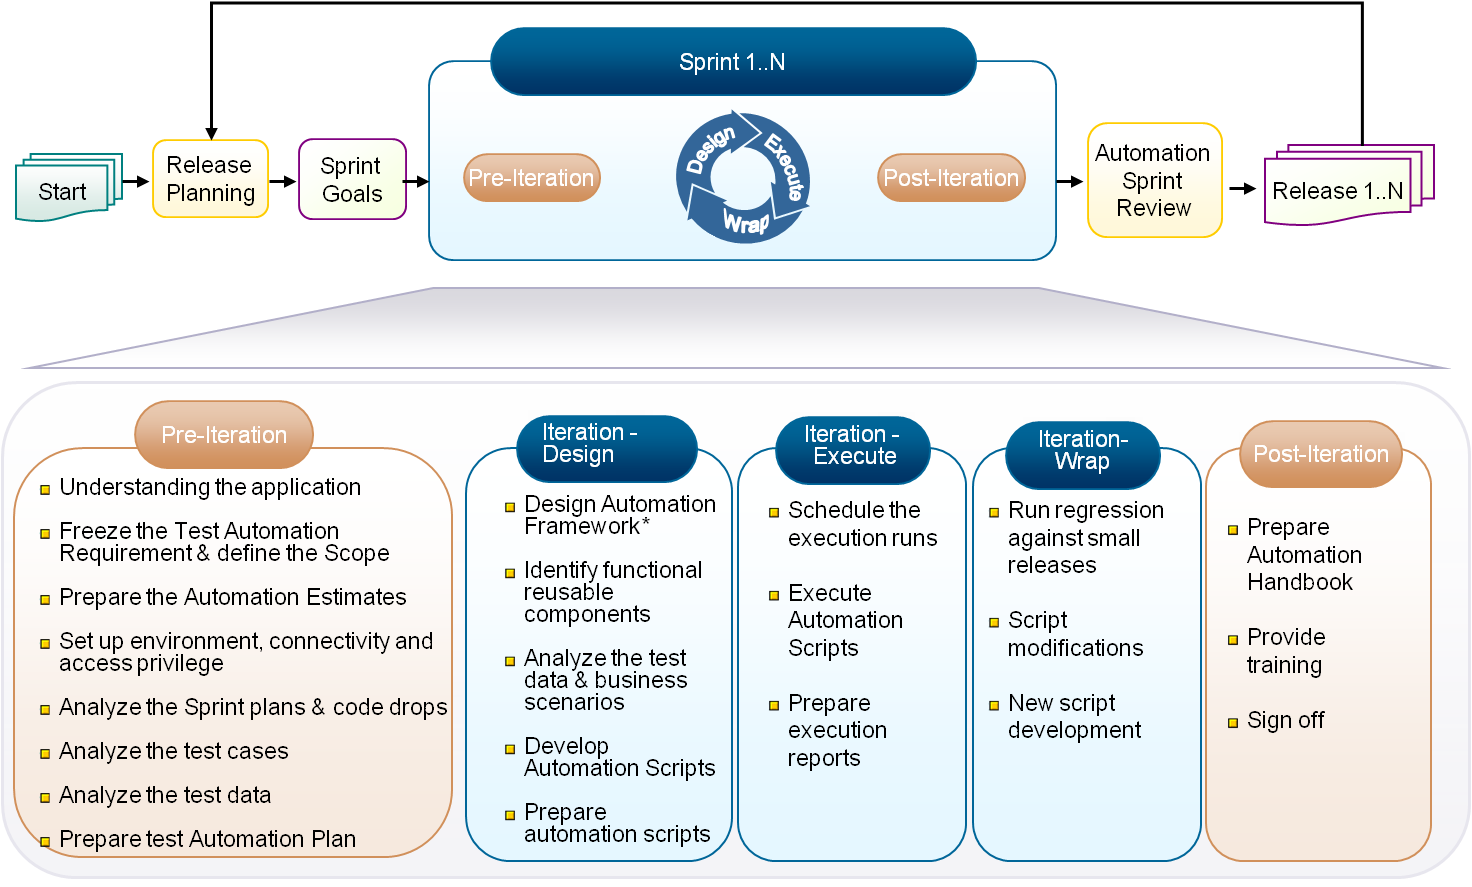 Sprint 1..N
Start
Release
Planning
Sprint
Goals
Pre-Iteration
Design
Execute
Wrap
Post-Iteration
Automation
Sprint
Review
Release 1..N
Pre-Iteration
Understanding the application
Freeze the Test Automation
Requirement & define the Scope
Prepare the Automation Estimates
Set up environment, connectivity and
access privilege
Analyze the Sprint plans & code drops
Analyze the test cases
Analyze the test data
Prepare test Automation Plan
Iteration -
Design
Design Automation
Framework*
Identify functional
reusable
components
Analyze the test
data & business
scenarios
Develop
Automation Scripts
Prepare
automation scripts
Iteration -
Execute
Schedule the
execution runs
Execute
Automation
Scripts
Prepare
execution
reports
Iteration-
Wrap
Run regression
against small
releases
Script
modifications
New script
development
Post-Iteration
Prepare
Automation
Handbook
Provide
training
Sign off